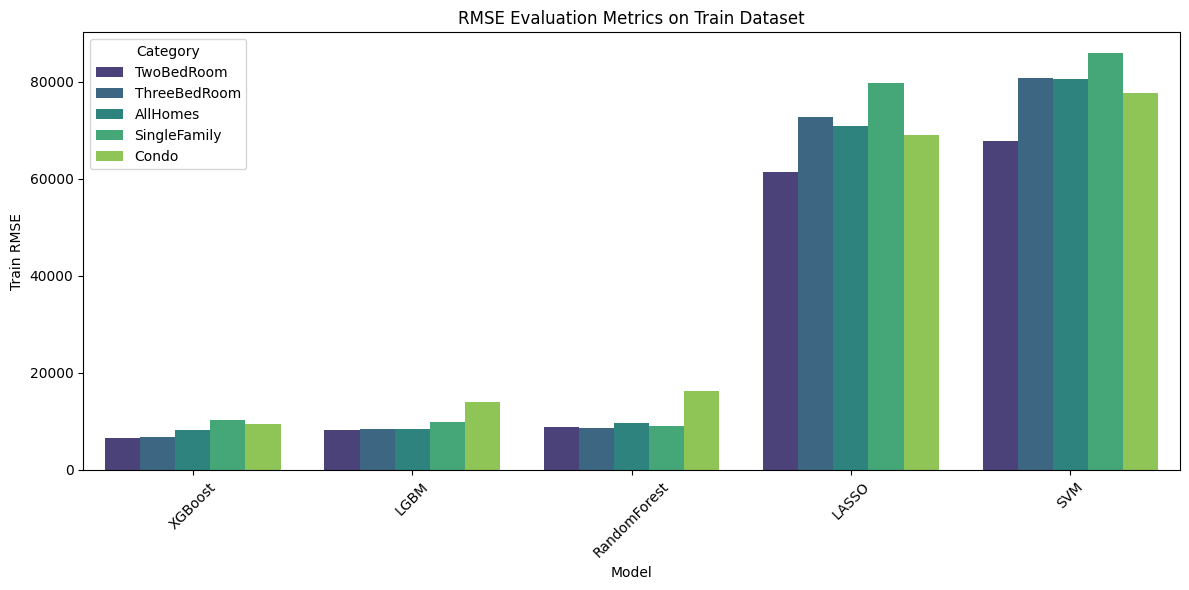 RMSE Evaluation Metrics on Train Dataset
Category
TwoBedRoom
ThreeBedRoom
AllHomes
SingleFamily
Condo
Train RMSE
80000
60000
40000
20000
0
XGBoost
LGBM
RandomForest
LASSO
SVM
Model